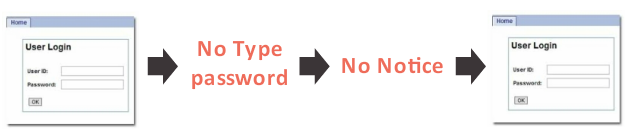 Home
User Login
User ID:
Password:
OK
No Type
password
No Notice
Home
User Login
User ID:
Password:
OK